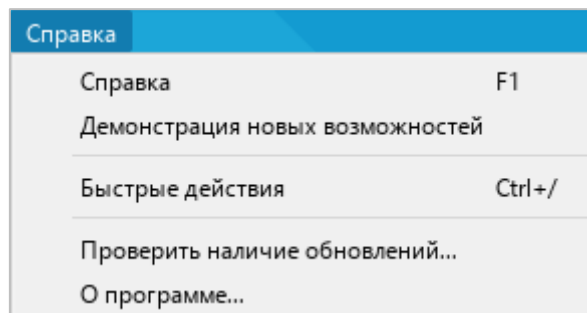 Справка
Справка F1
Демонстрация новых возможностей
Быстрые действия Ctrl+/
Проверить наличие обновлений...
О программе...